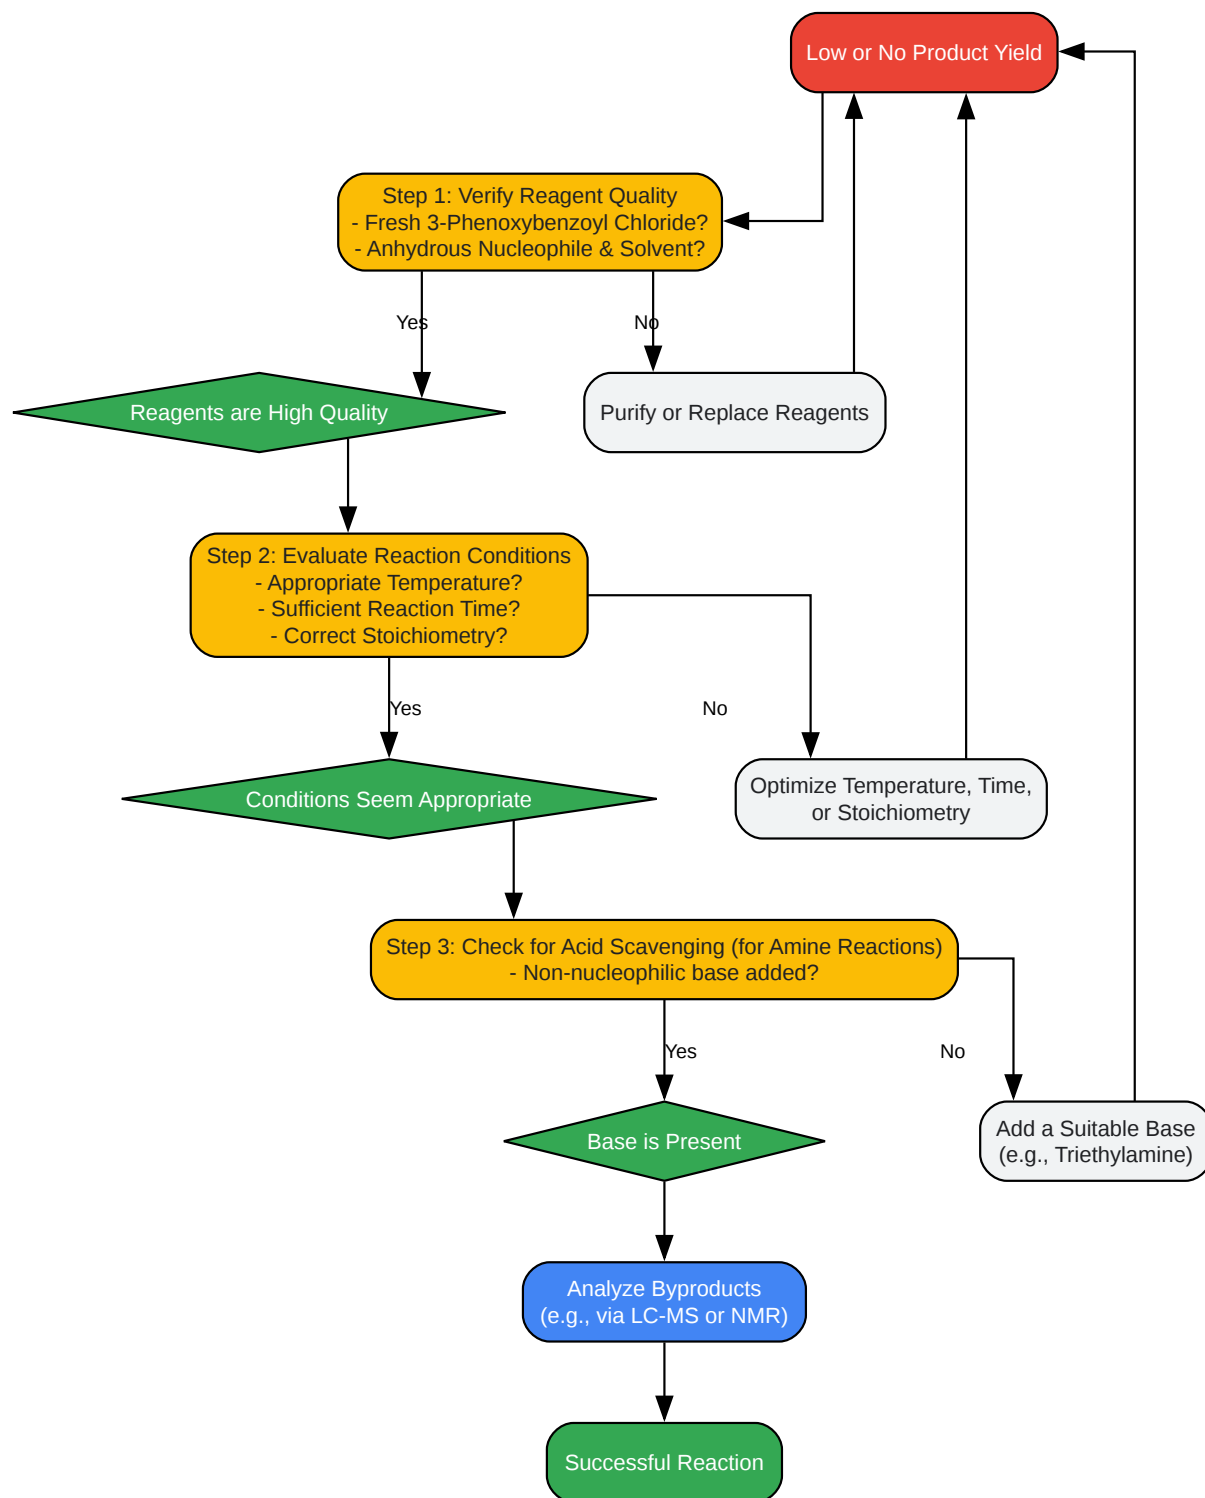 Low or No Product Yield
Step 1: Verify Reagent Quality
- Fresh 3-Phenoxybenzoyl Chloride?
- Anhydrous Nucleophile & Solvent?
Yes
No
Reagents are High Quality
Purify or Replace Reagents
Step 2: Evaluate Reaction Conditions
- Appropriate Temperature?
- Sufficient Reaction Time?
- Correct Stoichiometry?
Yes
No
Conditions Seem Appropriate
Optimize Temperature, Time,
or Stoichiometry
Step 3: Check for Acid Scavenging (for Amine Reactions)
- Non-nucleophilic base added?
Yes
No
Base is Present
Add a Suitable Base
(e.g., Triethylamine)
Analyze Byproducts
(e.g., via LC-MS or NMR)
Successful Reaction